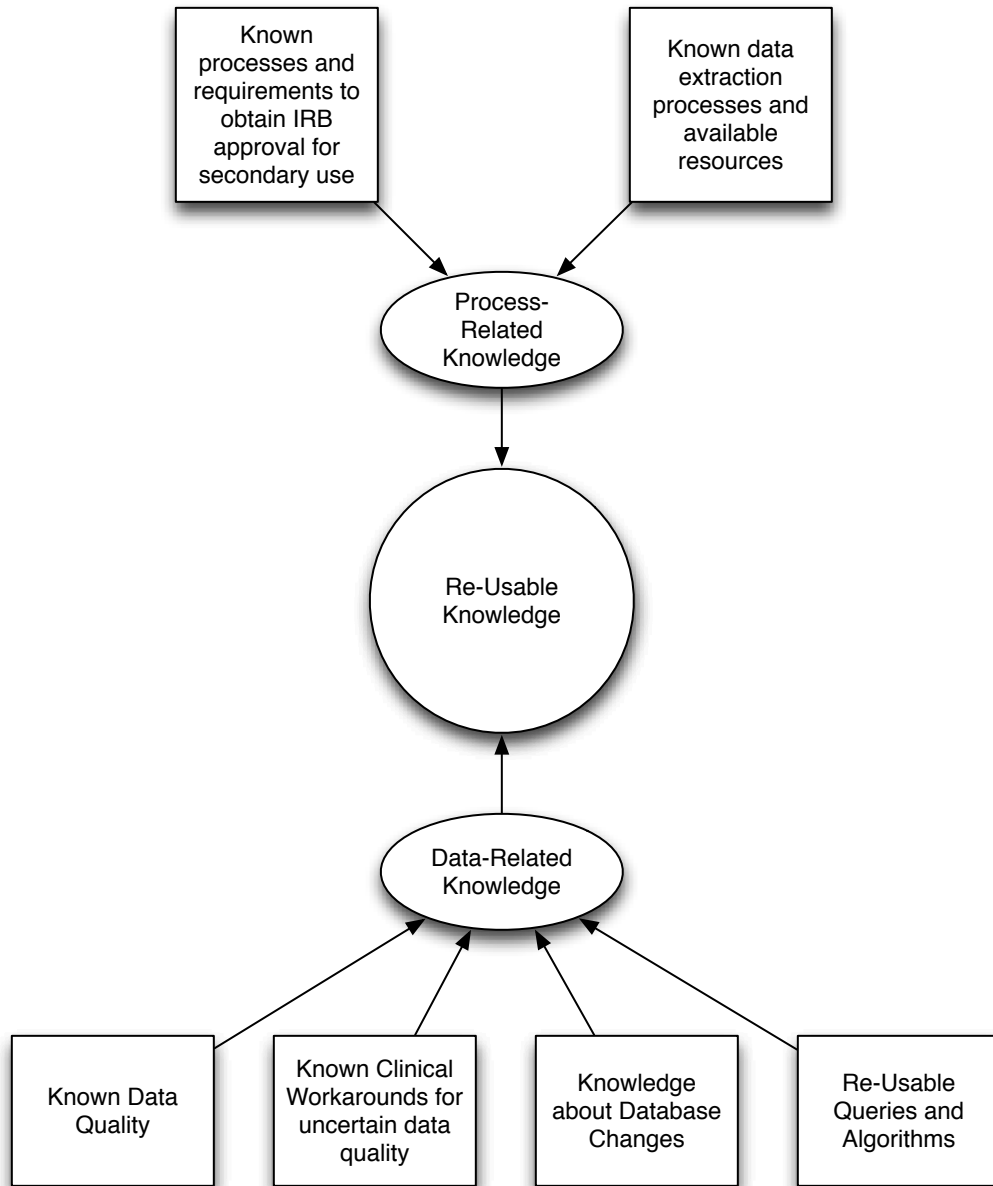 Known
processes and
requirements to
obtain IRB
approval for
secondary use
Known data
extraction
processes and
available
resources
Process-
Related
Knowledge
Re-Usable
Knowledge
Data-Related
Knowledge
Known Data
Quality
Known Clinical
Workarounds for
uncertain data
quality
Knowledge
about Database
Changes
Re-Usable
Queries and
Algorithms